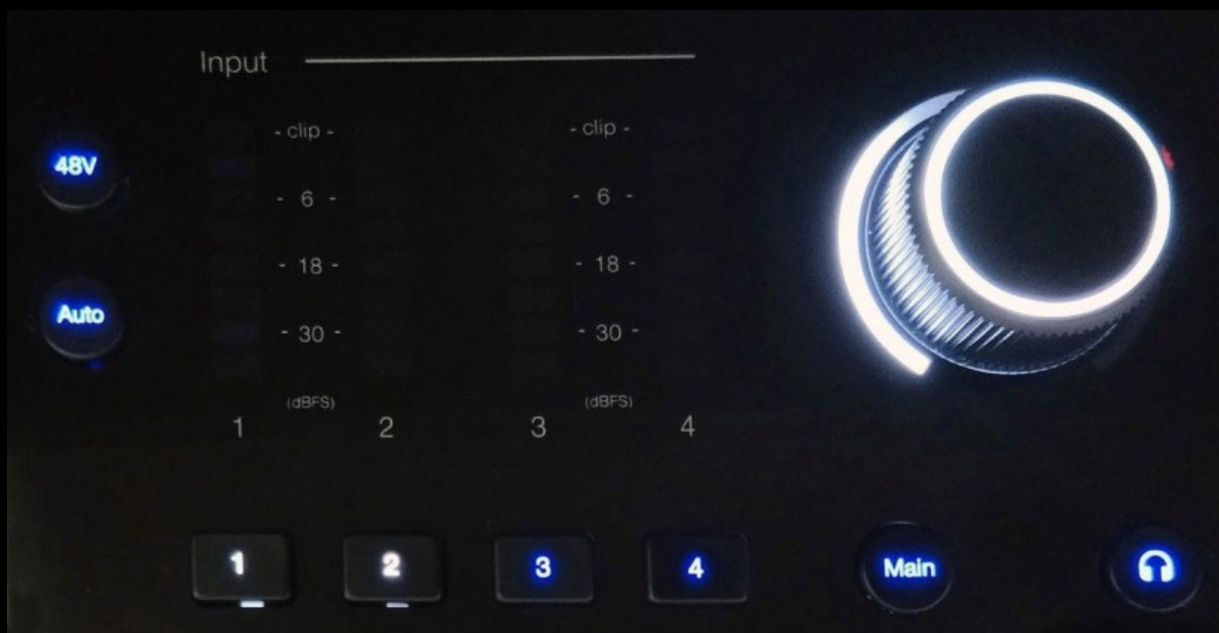 Input
- clip - - clip -
48V
- 6 - - 6 -
- 18 - - 18 -
Auto
- 30 - - 30 -
(dBFS) (dBFS)
1 2 3 4
1 2 3 4 Main